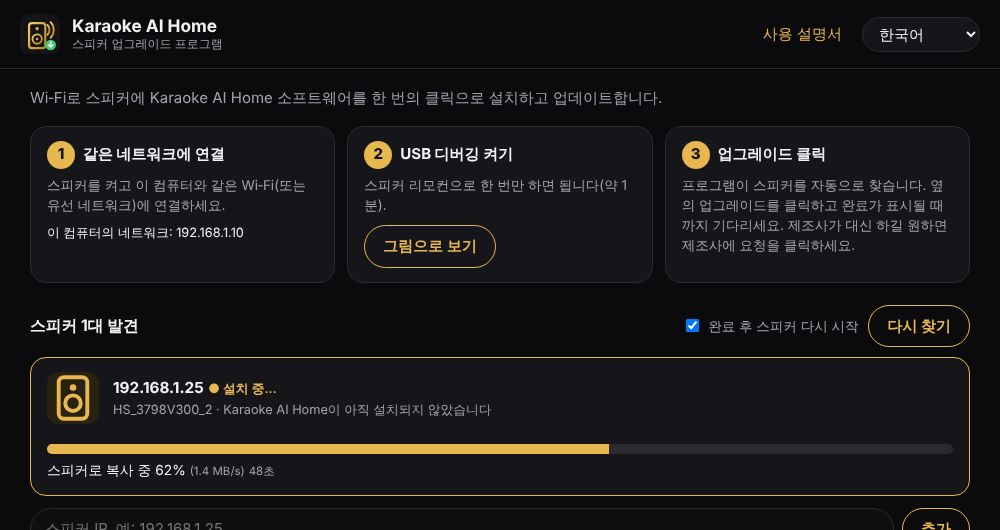 Karaoke AI Home
스피커 업그레이드 프로그램
사용 설명서
한국어
Wi-Fi로 스피커에 Karaoke AI Home 소프트웨어를 한 번의 클릭으로 설치하고 업데이트합니다.
1 같은 네트워크에 연결
스피커를 켜고 이 컴퓨터와 같은 Wi-Fi(또는
유선 네트워크)에 연결하세요.
이 컴퓨터의 네트워크: 192.168.1.10
2 USB 디버깅 켜기
스피커 리모컨으로 한 번만 하면 됩니다(약 1
분).
그림으로 보기
3 업그레이드 클릭
프로그램이 스피커를 자동으로 찾습니다. 옆
의 업그레이드를 클릭하고 완료가 표시될 때
까지 기다리세요. 제조사가 대신 하길 원하면
제조사에 요청을 클릭하세요.
스피커 1대 발견
완료 후 스피커 다시 시작
다시 찾기
192.168.1.25 설치 중...
HS_3798V300_2 · Karaoke AI Home이 아직 설치되지 않았습니다
스피커로 복사 중 62% (1.4 MB/s) 48초
스피커 IP, 예: 192.168.1.25
추가